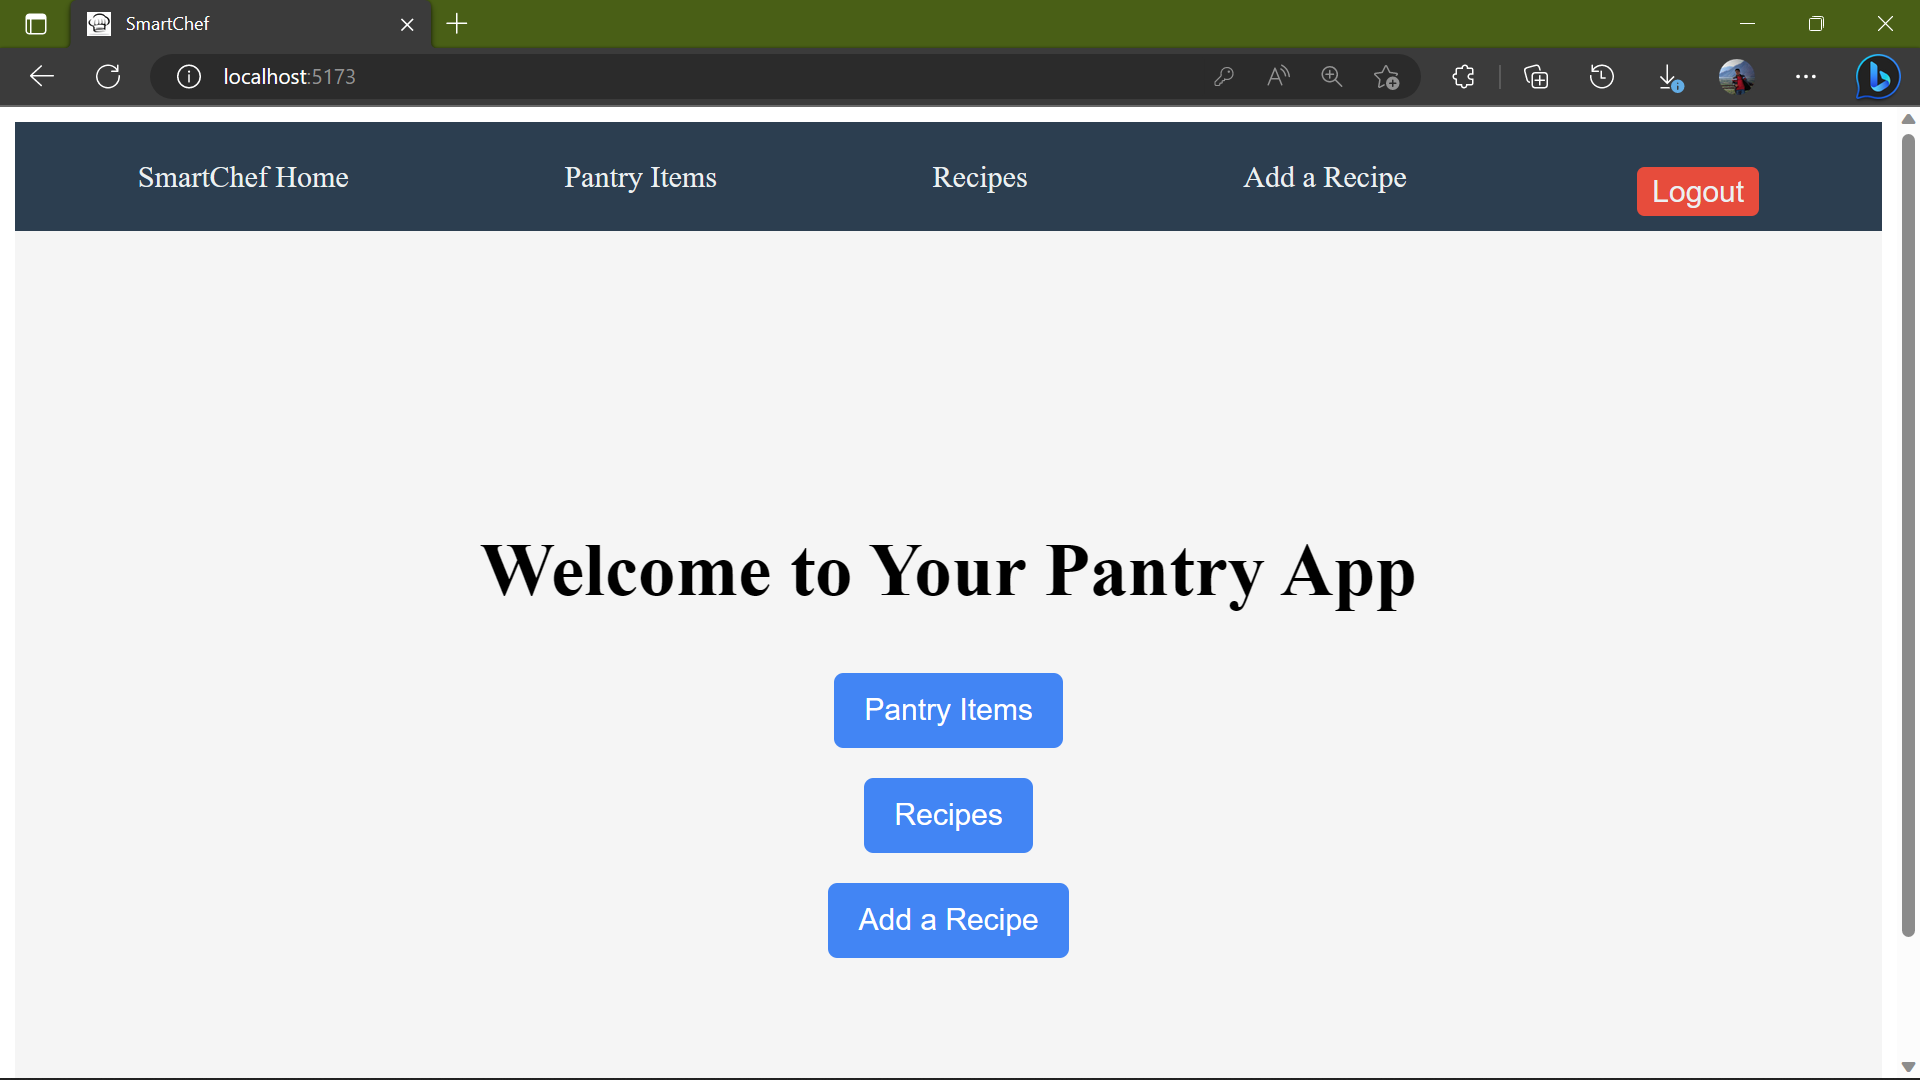 SmartChef
localhost:5173
SmartChef Home
Pantry Items
Recipes
Add a Recipe
Logout
Welcome to Your Pantry App
Pantry Items
Recipes
Add a Recipe